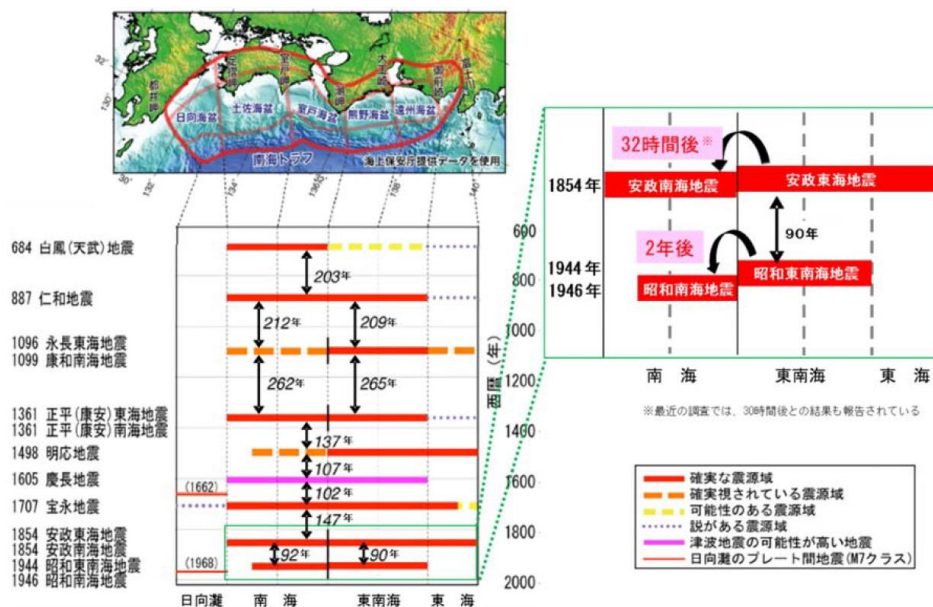 都井岬
足摺岬
室戸岬
潮岬
大王崎
御前崎
富士川
日向海盆
土佐海盆
室戸海盆
熊野海盆
遠州海盆
南海トラフ
海上保安庁提供データを使用
32°
130°
30°
132°
134°
136°
138°
140°
32°
684 白鳳(天武)地震
203年
887 仁和地震
212年
209年
1096 永長東海地震
1099 康和南海地震
262年
265年
1361 正平(康安)東海地震
1361 正平(康安)南海地震
137年
1498 明応地震
107年
1605 慶長地震
(1662)
102年
1707 宝永地震
147年
1854 安政東海地震
1854 安政南海地震
92年
90年
1944 昭和東南海地震
(1968)
1946 昭和南海地震
日向灘
南 海
東南海
東 海
600
800
1000
1200
1400
1600
1800
2000
西暦(年)
32時間後※
1854年
安政南海地震
安政東海地震
90年
2年後
1944年
昭和東南海地震
1946年
昭和南海地震
南 海
東南海
東 海
※最近の調査では、30時間後との結果も報告されている
確実な震源域
確実視されている震源域
可能性のある震源域
説がある震源域
津波地震の可能性が高い地震
日向灘のプレート間地震(M7クラス)